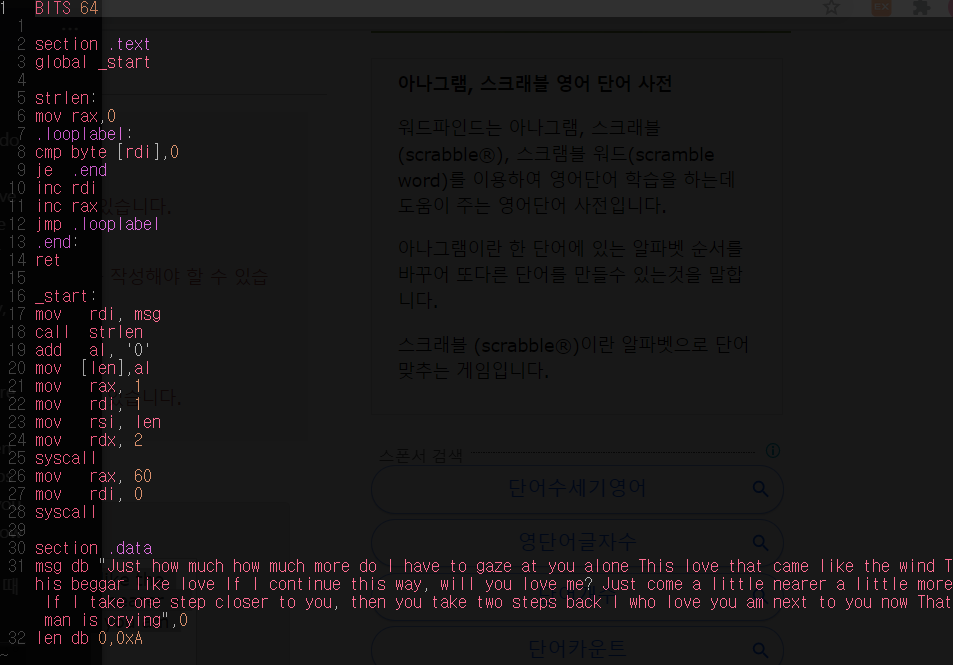 1 BITS 64
1
2 section .text
3 global _start
4
5 strlen:
6 mov rax,0
7 .looplabel:
8 cmp byte [rdi],0
9 je .end
10 inc rdi
11 inc rax
12 jmp .looplabel
13 .end:
14 ret
15
16 _start:
17 mov rdi, msg
18 call strlen
19 add al, '0'
20 mov [len],al
21 mov rax, 1
22 mov rdi, 1
23 mov rsi, len
24 mov rdx, 2
25 syscall
26 mov rax, 60
27 mov rdi, 0
28 syscall
29
30 section .data
31 msg db "Just how much how much more do I have to gaze at you alone This love that came like the wind T
his beggar like love If I continue this way, will you love me? Just come a little nearer a little more
If I take one step closer to you, then you take two steps back I who love you am next to you now That
man is crying",0
32 len db 0,0xA
~
있습니다.
작성해야 할 수 있습
습니다.
때
아나그램, 스크래블 영어 단어 사전
워드파인드는 아나그램, 스크래블
(scrabble®), 스크램블 워드(scramble
word)를 이용하여 영어단어 학습을 하는데
도움이 주는 영어단어 사전입니다.
아나그램이란 한 단어에 있는 알파벳 순서를
바꾸어 또다른 단어를 만들수 있는것을 말합
니다.
스크래블 (scrabble®)이란 알파벳으로 단어
맞추는 게임입니다.
스폰서 검색
단어수세기영어
영단어글자수
단어카운트